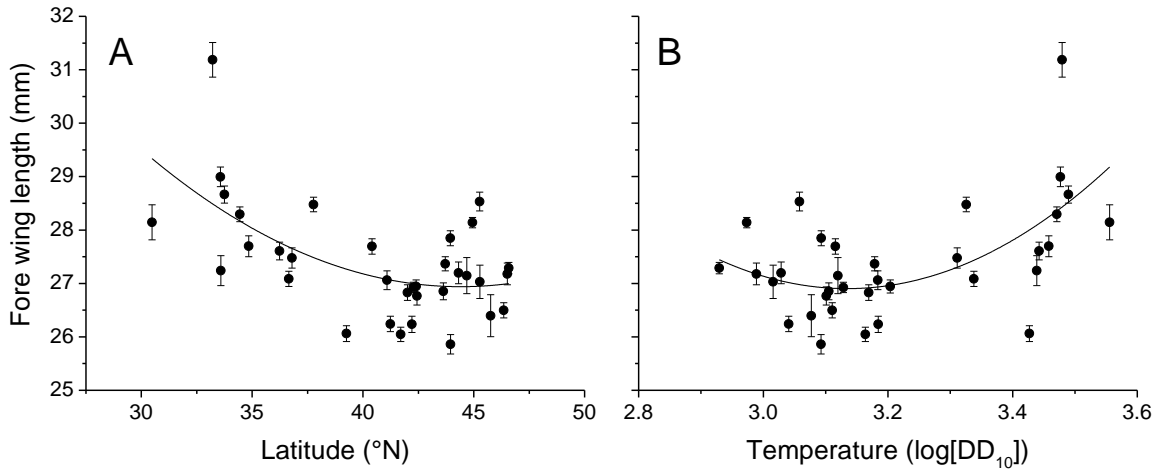 A
B
Fore wing length (mm)
32
31
30
29
28
27
26
25
30 35 40 45 50
2.8 3.0 3.2 3.4 3.6
Latitude (°N)
Temperature (log[DD10])